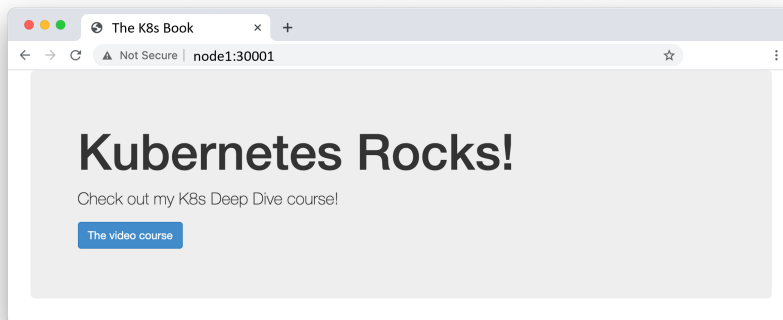 The K8s Book
Not Secure node1:30001
Kubernetes Rocks!
Check out my K8s Deep Dive course!
The video course